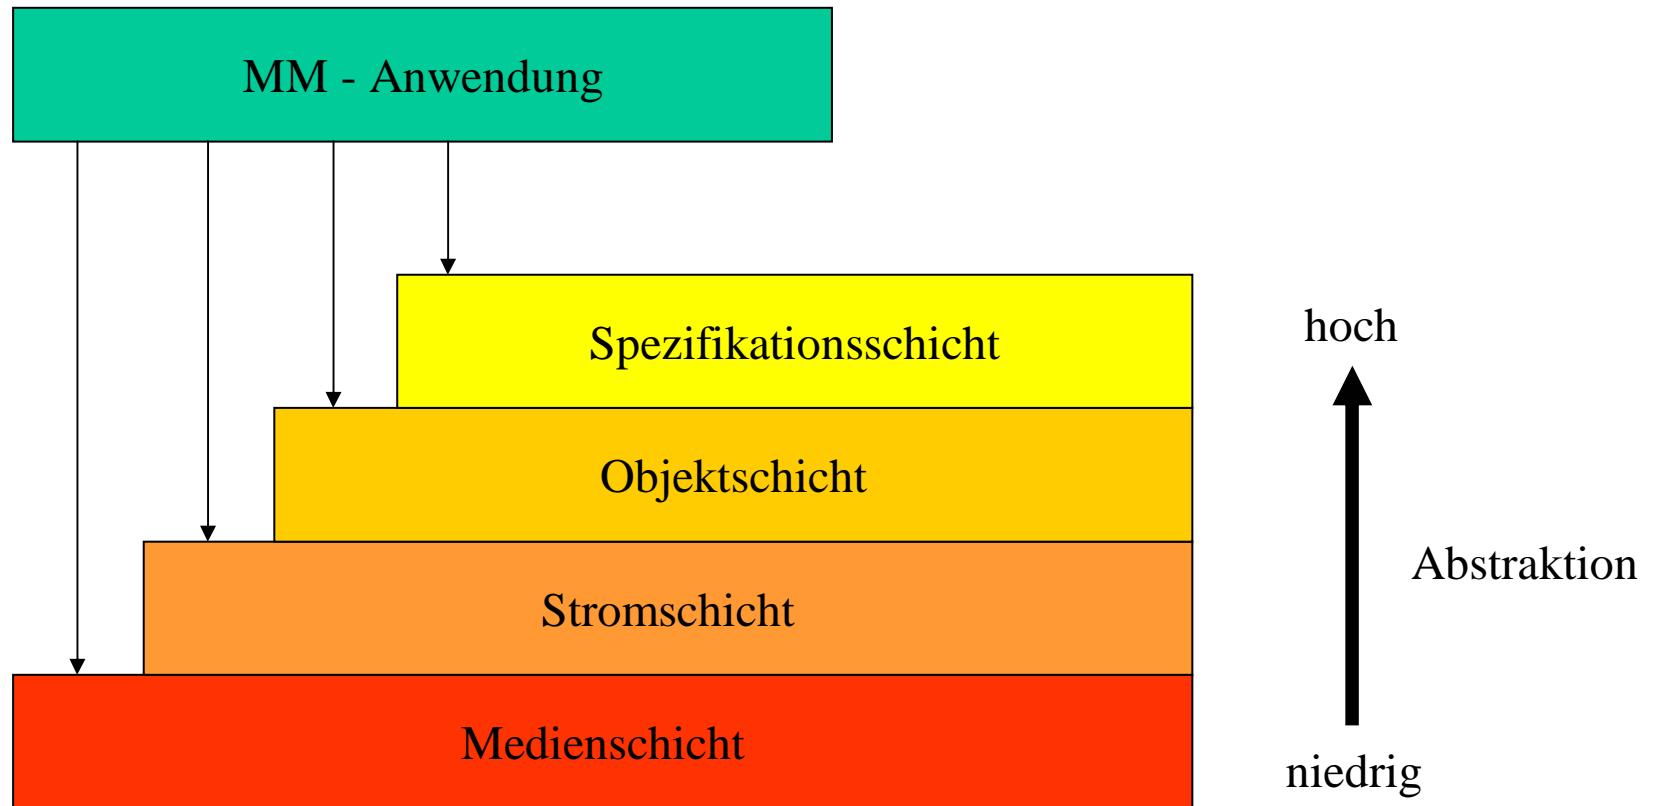 MM - Anwendung
Spezifikationsschicht
hoch
Objektschicht
Abstraktion
Stromschicht
Medienschicht
niedrig